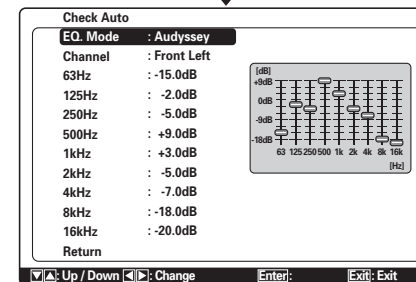 Check Auto
EQ. Mode : Audyssey
Channel : Front Left
63Hz : -15.0dB
125Hz : -2.0dB
250Hz : -5.0dB
500Hz : +9.0dB
1kHz : +3.0dB
2kHz : -5.0dB
4kHz : -7.0dB
8kHz : -18.0dB
16kHz : -20.0dB
Return
[dB]
+9dB
0dB
-9dB
-18dB
63 125 250 500 1k 2k 4k 8k 16k
[Hz]
▼▲: Up / Down ◀▶: Change Enter: Exit: Exit